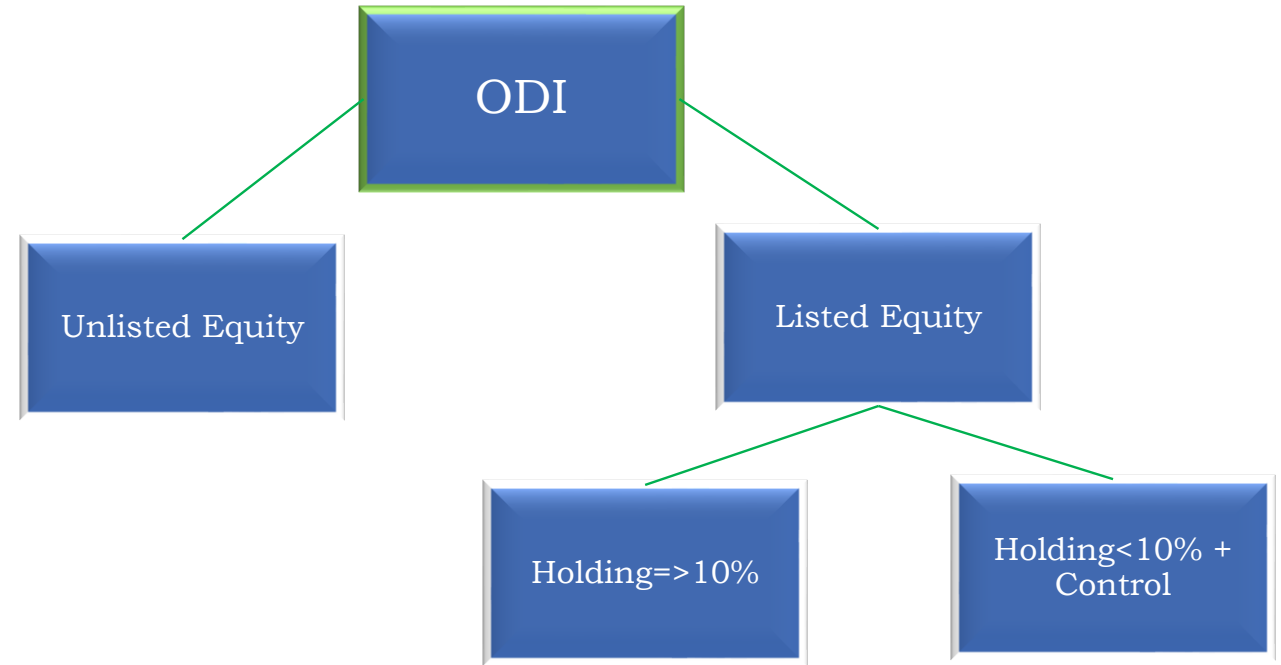 ODI
Unlisted Equity
Listed Equity
Holding=>10%
Holding<10% +
Control